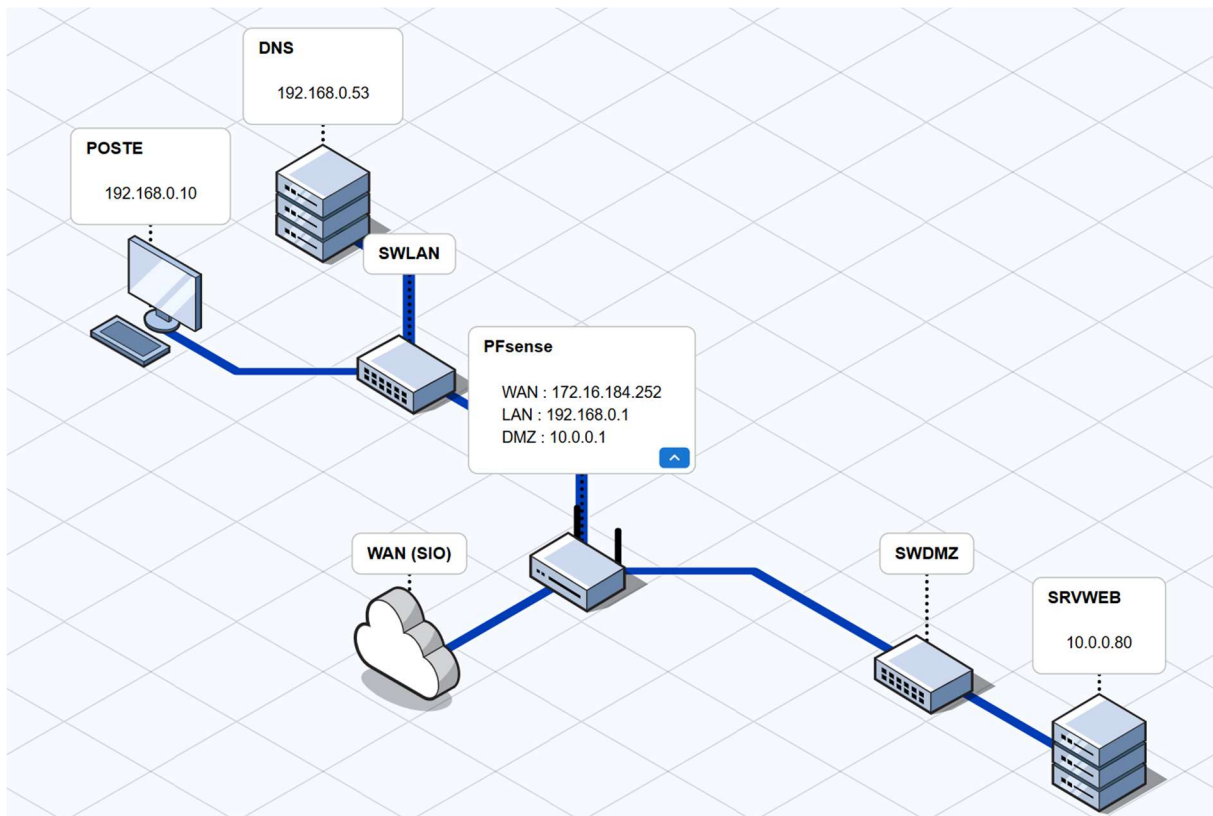 DNS
192.168.0.53
POSTE
192.168.0.10
SWLAN
PFsense
WAN : 172.16.184.252
LAN : 192.168.0.1
DMZ : 10.0.0.1
WAN (SIO)
SWDMZ
SRVWEB
10.0.0.80